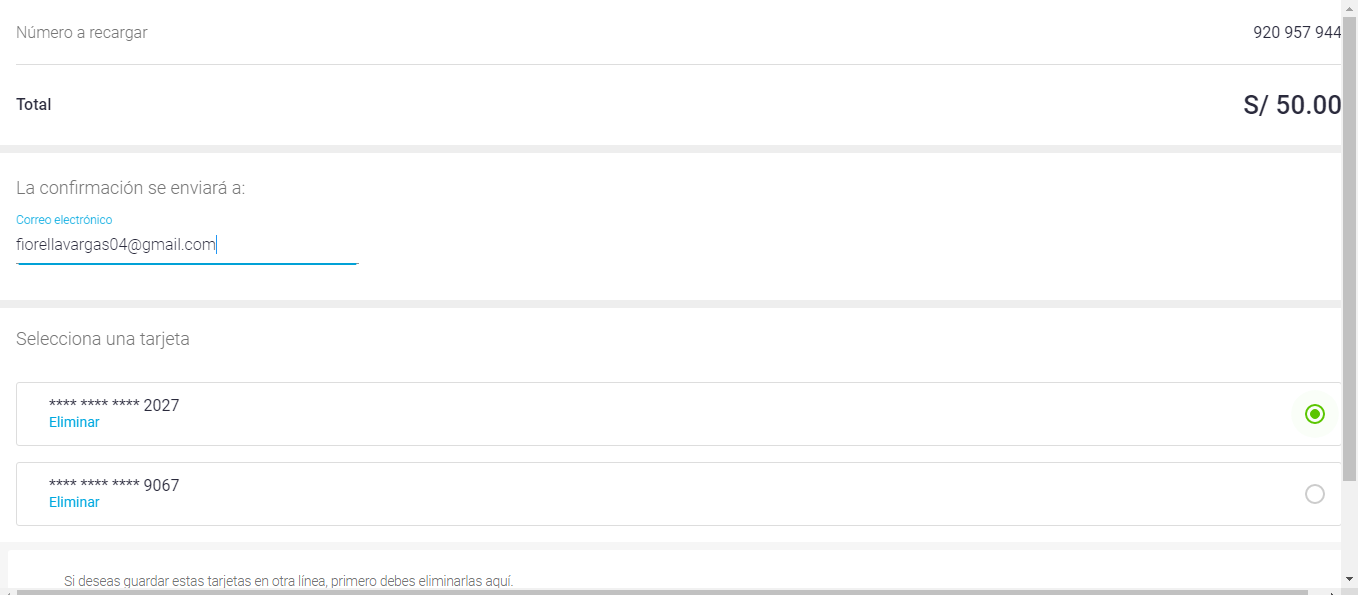 Número a recargar 920 957 944
Total S/ 50.00
La confirmación se enviará a:
Correo electrónico
fiorellavargas04@gmail.com
Selecciona una tarjeta
**** **** **** 2027
Eliminar
**** **** **** 9067
Eliminar
Si deseas guardar estas tarjetas en otra línea, primero debes eliminarlas aquí.